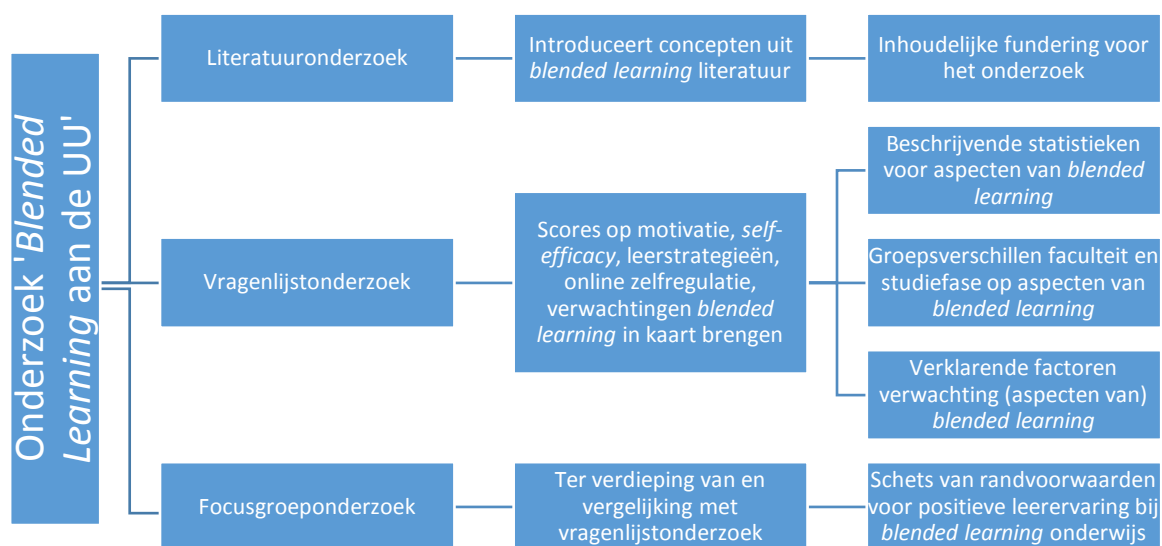 Onderzoek 'Blended
Learning aan de UU'
Literatuuronderzoek
Introduceert concepten uit
blended learning literatuur
Inhoudelijke fundering voor
het onderzoek
Vragenlijstonderzoek
Scores op motivatie, self-
efficacy, leerstrategieën,
online zelfregulatie,
verwachtingen blended
learning in kaart brengen
Beschrijvende statistieken
voor aspecten van blended
learning
Groepsverschillen faculteit en
studiefase op aspecten van
blended learning
Verklarende factoren
verwachting (aspecten van)
blended learning
Focusgroeponderzoek
Ter verdieping van en
vergelijking met
vragenlijstonderzoek
Schets van randvoorwaarden
voor positieve leerervaring bij
blended learning onderwijs